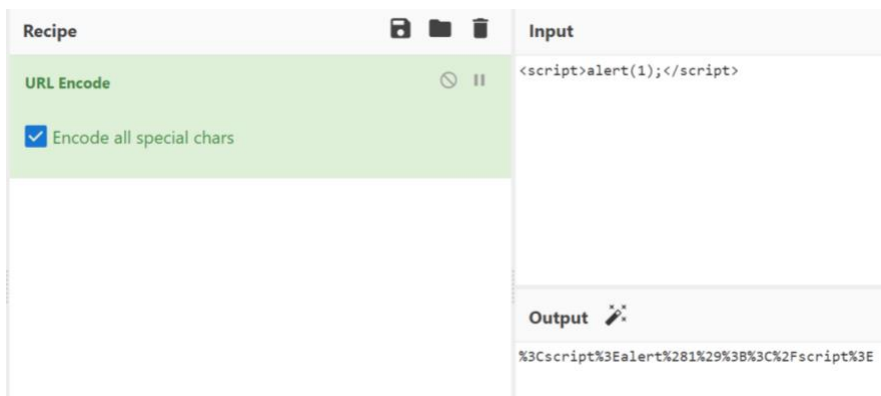 Recipe
URL Encode
Encode all special chars
Input
<script>alert(1);</script>
Output
%3Cscript%3Ealert%281%29%3B%3C%2Fscript%3E